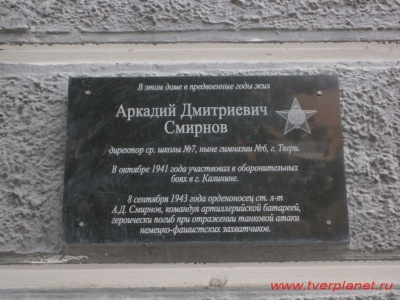 В этом доме в предвоенные годы жил
Аркадий Дмитриевич
Смирнов
директор ср. школы №7, ныне гимназии №6, г. Твери.
В октябре 1941 года участвовал в оборонительных
боях в г. Калинине.
8 сентября 1943 года орденоносец ст. л-т
А.Д. Смирнов, командуя артиллерийской батареей,
героически погиб при отражении танковой атаки
немецко-фашистских захватчиков.
www.tverplanet.ru